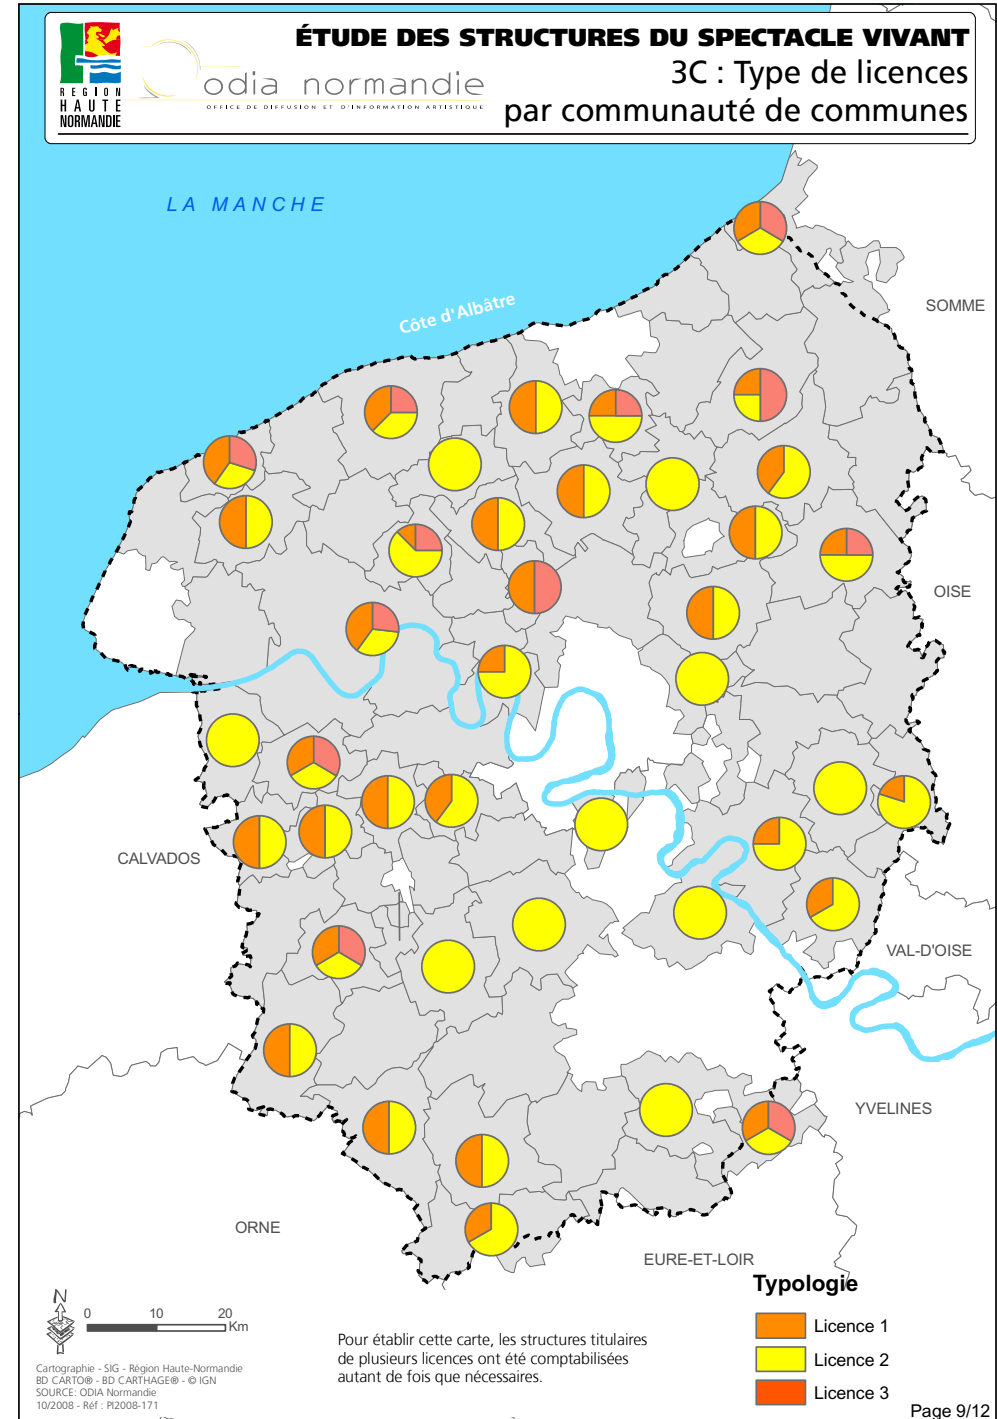 ÉTUDE DES STRUCTURES DU SPECTACLE VIVANT
3C : Type de licences
par communauté de communes
REGION
HAUTE
NORMANDIE
odia normandie
OFFICE DE DIFFUSION ET D'INFORMATION ARTISTIQUE
LA MANCHE
Côte d'Albâtre
SOMME
OISE
CALVADOS
VAL-D'OISE
YVELINES
ORNE
EURE-ET-LOIR
Typologie
Licence 1
Licence 2
Licence 3
N
0 10 20
Km
Pour établir cette carte, les structures titulaires
de plusieurs licences ont été comptabilisées
autant de fois que nécessaires.
Cartographie - SIG - Région Haute-Normandie
BD CARTO® - BD CARTHAGE® - © IGN
SOURCE: ODIA Normandie
10/2008 - Réf : PI2008-171
Page 9/12